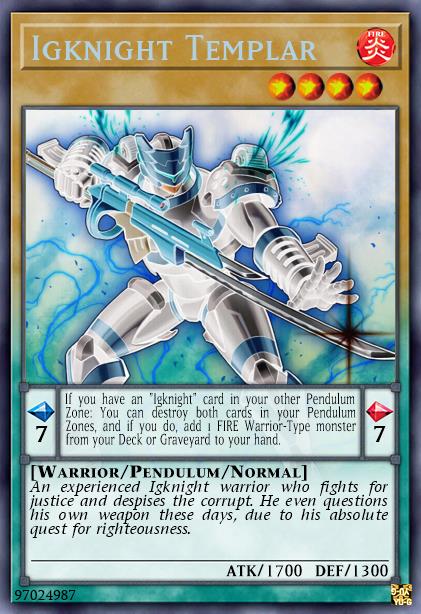 Igknight Templar
FIRE
炎
If you have an "Igknight" card in your other Pendulum
Zone: You can destroy both cards in your Pendulum
Zones, and if you do, add 1 FIRE Warrior-Type monster
from your Deck or Graveyard to your hand.
7
7
[Warrior/Pendulum/Normal]
An experienced Igknight warrior who fights for
justice and despises the corrupt. He even questions
his own weapon these days, due to his absolute
quest for righteousness.
ATK/1700 DEF/1300
97024987